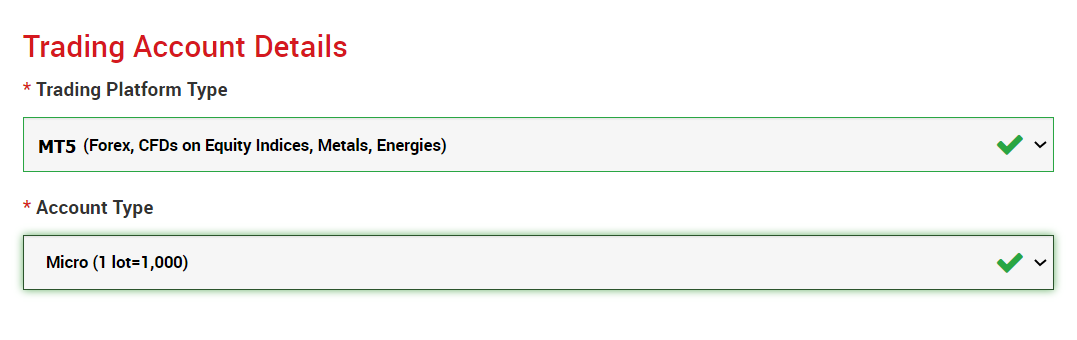 Trading Account Details
* Trading Platform Type
MT5 (Forex, CFDs on Equity Indices, Metals, Energies)
* Account Type
Micro (1 lot=1,000)